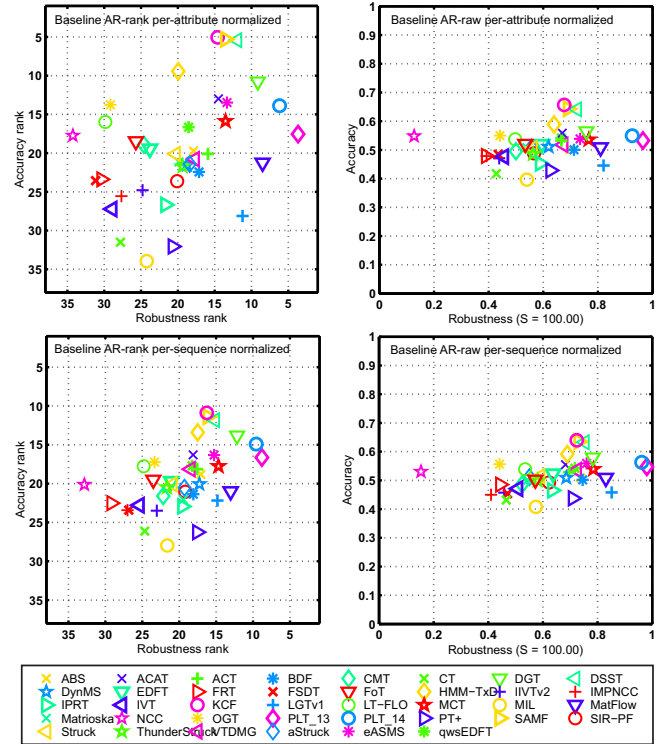 Baseline AR-rank per-attribute normalized
5
10
15
20
25
30
35
Accuracy rank
38 35 30 25 20 15 10 5
Robustness rank
Baseline AR-raw per-attribute normalized
1
0.9
0.8
0.7
0.6
0.5
0.4
0.3
0.2
0.1
0
Accuracy
0 0.2 0.4 0.6 0.8 1
Robustness (S = 100.00)
Baseline AR-rank per-sequence normalized
5
10
15
20
25
30
35
Accuracy rank
38 35 30 25 20 15 10 5
Robustness rank
Baseline AR-raw per-sequence normalized
1
0.9
0.8
0.7
0.6
0.5
0.4
0.3
0.2
0.1
0
Accuracy
0 0.2 0.4 0.6 0.8 1
Robustness (S = 100.00)
ABS ACAT ACT BDF CMT CT DGT DSST
DynMS EDFT FRT FSDT FoT HMM-TxD IIVTv2 IMPNCC
IPRT IVT KCF LGTv1 LT-FLO MCT MIL MatFlow
Matrioska NCC OGT PLT_13 PLT_14 PT+ SAMF SIR-PF
Struck ThunderStruck VTDMG aStruck eASMS qwsEDFT